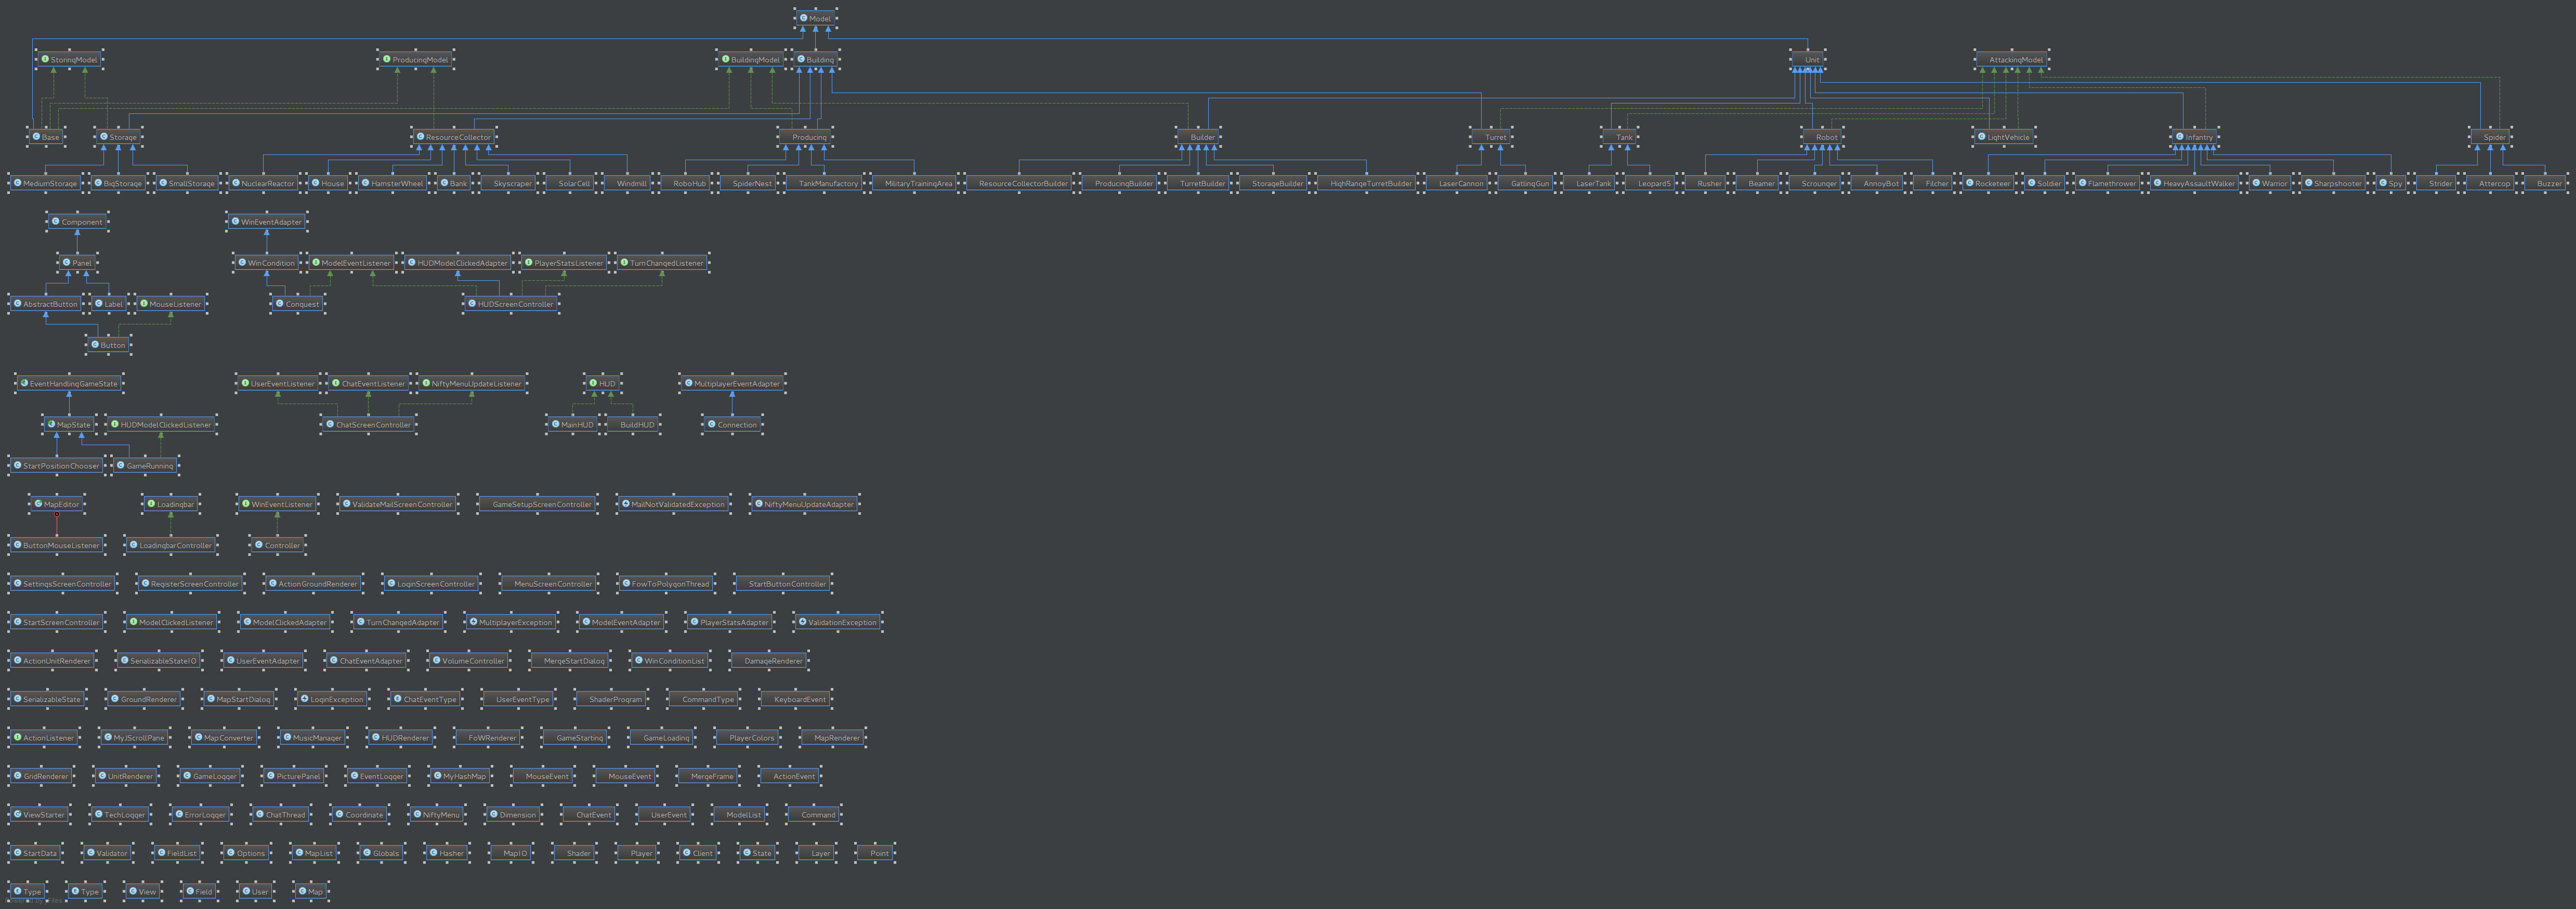 Model
StoringModel ProducingModel BuildingModel Building Unit AttackingModel
Base Storage ResourceCollector Producing Builder Turret Tank Robot LightVehicle Infantry Spider
MediumStorage BigStorage SmallStorage NuclearReactor House HamsterWheel Bank Skyscraper SolarCell Windmill RoboHub SpiderNest TankManufactory MilitaryTrainingArea ResourceCollectorBuilder ProducingBuilder TurretBuilder StorageBuilder HighRangeTurretBuilder LaserCannon GatlingGun LaserTank Leopard5 Rusher Beamer Scrounger AnnoyBot Filcher Rocketeer Soldier Flamethrower HeavyAssaultWalker Warrior Sharpshooter Spy Strider Attercop Buzzer
Component WinEventAdapter
Panel WinCondition ModelEventListener HUDModelClickedAdapter PlayerStatsListener TurnChangedListener
AbstractButton Label MouseListener Conquest HUDScreenController
Button
EventHandlingGameState UserEventListener ChatEventListener NiftyMenuUpdateListener HUD MultiplayerEventAdapter
MapState HUDModelClickedListener ChatScreenController MainHUD BuildHUD Connection
StartPositionChooser GameRunning
MapEditor Loadingbar WinEventListener ValidateMailScreenController GameSetupScreenController MailNotValidatedException NiftyMenuUpdateAdapter
ButtonMouseListener LoadingbarController Controller
SettingsScreenController RegisterScreenController ActionGroundRenderer LoginScreenController MenuScreenController FowToPolygonThread StartButtonController
StartScreenController ModelClickedListener ModelClickedAdapter TurnChangedAdapter MultiplayerException ModelEventAdapter PlayerStatsAdapter ValidationException
ActionUnitRenderer SerializableStateIO UserEventAdapter ChatEventAdapter VolumeController MergeStartDialog WinConditionList DamageRenderer
SerializableState GroundRenderer MapStartDialog LoginException ChatEventType UserEventType ShaderProgram CommandType KeyboardEvent
ActionListener MyJScrollPane MapConverter MusicManager HUDRenderer FoWRenderer GameStarting GameLoading PlayerColors MapRenderer
GridRenderer UnitRenderer GameLogger PicturePanel EventLogger MyHashMap MouseEvent MouseEvent MergeFrame ActionEvent
ViewStarter TechLogger ErrorLogger ChatThread Coordinate NiftyMenu Dimension ChatEvent UserEvent ModelList Command
StartData Validator FieldList Options MapList Globals Hasher MapIO Shader Player Client State Layer Point
Type Type View Field User Map